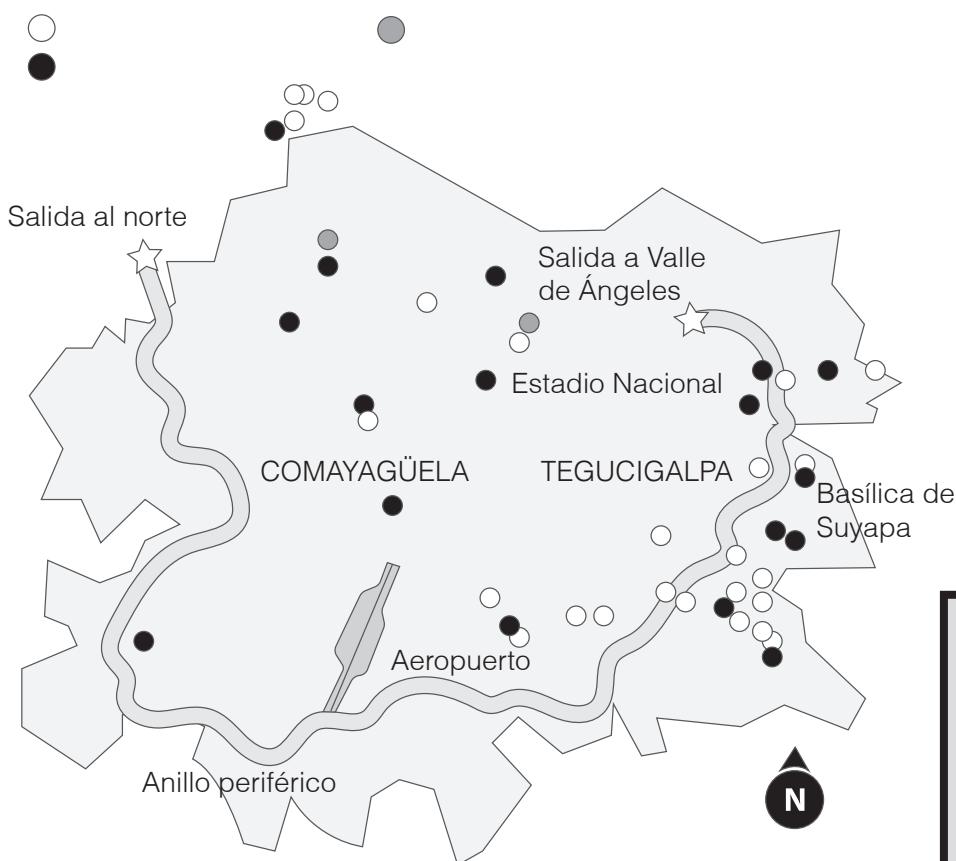 Salida al norte
Salida a Valle
de Ángeles
Estadio Nacional
COMAYAGÜELA
TEGUCIGALPA
Basílica de
Suyapa
Aeropuerto
Anillo periférico
N